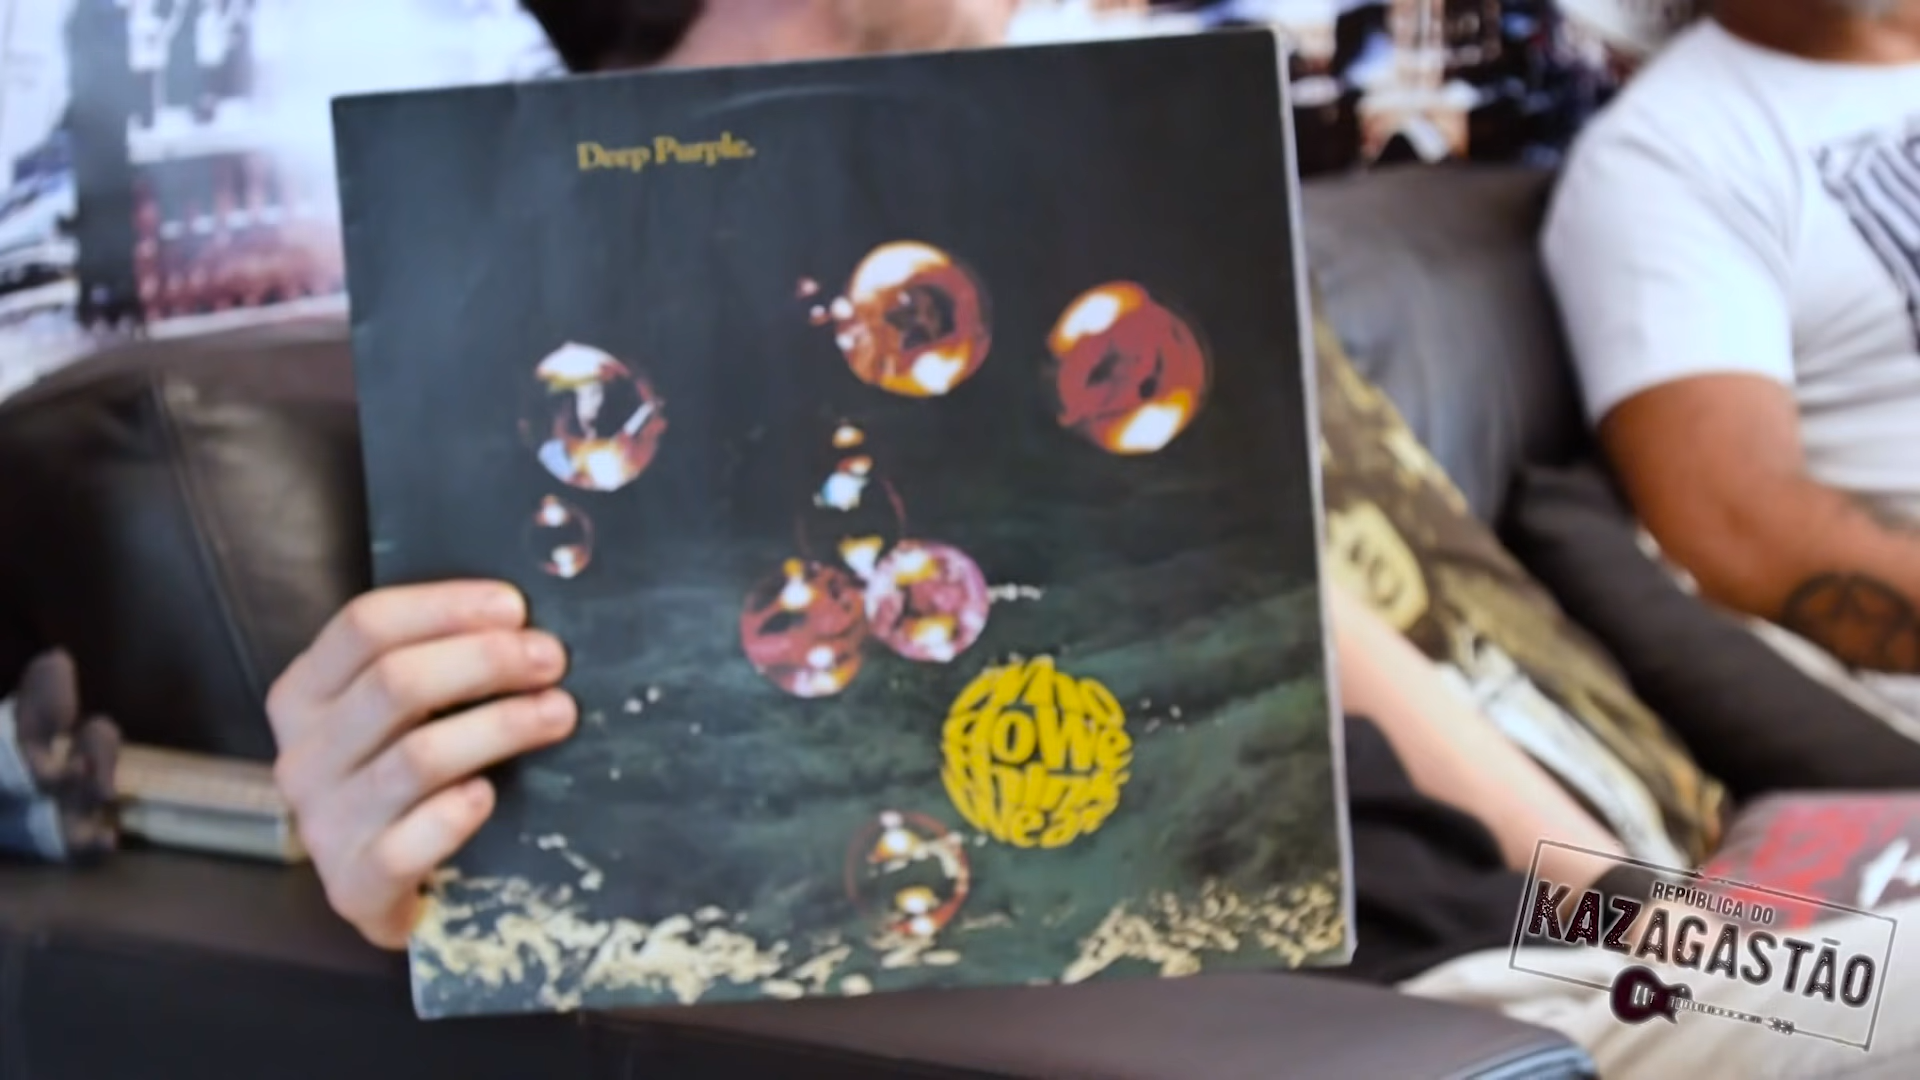 Deep Purple.
Who
do We
Think
We are
REPÚBLICA DO
KAZAGASTÃO